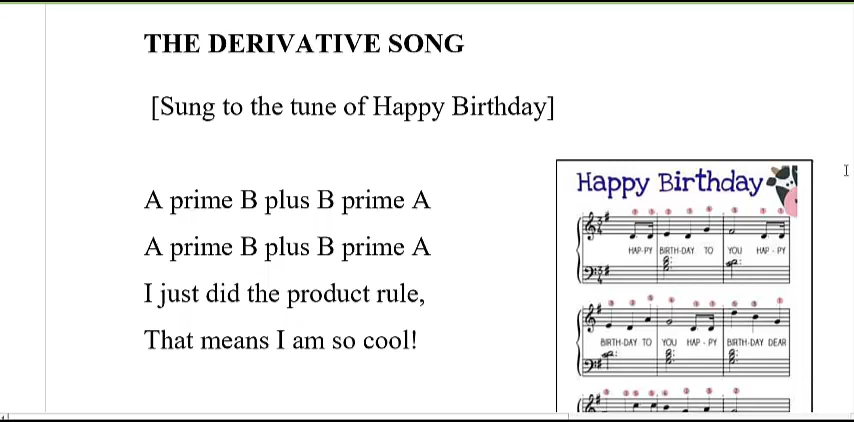 THE DERIVATIVE SONG
[Sung to the tune of Happy Birthday]
A prime B plus B prime A
A prime B plus B prime A
I just did the product rule,
That means I am so cool!
Happy Birthday
HAP-PY BIRTH-DAY TO YOU HAP - PY
BIRTH-DAY TO YOU HAP - PY BIRTH-DAY DEAR